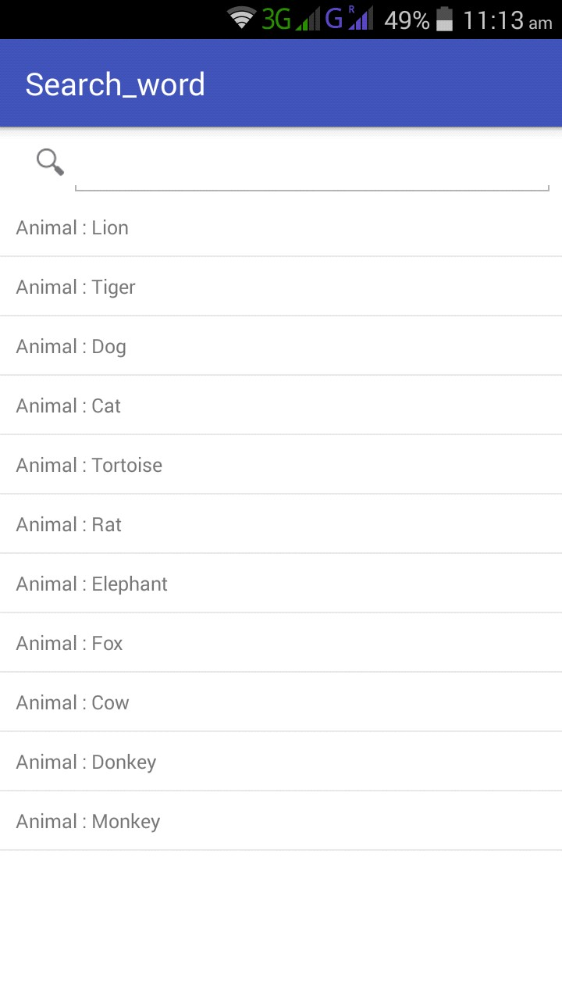 3G G R 49% 11:13 am
Search_word
Animal : Lion
Animal : Tiger
Animal : Dog
Animal : Cat
Animal : Tortoise
Animal : Rat
Animal : Elephant
Animal : Fox
Animal : Cow
Animal : Donkey
Animal : Monkey